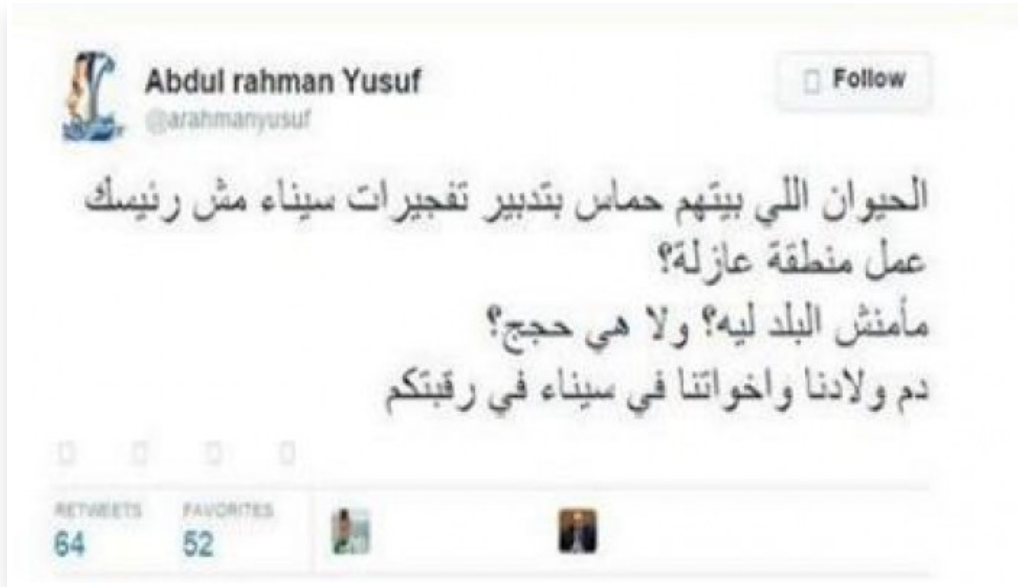 Abdul rahman Yusuf
Follow
@arahmanyusuf
الحيوان اللي بيتهم حماس بتدبير تفجيرات سيناء مش رئيسك
عمل منطقة عازلة؟
مأمنش البلد ليه؟ ولا هي حجج؟
دم ولادنا واخواتنا في سيناء في رقبتكم
RETWEETS FAVORITES
64 52